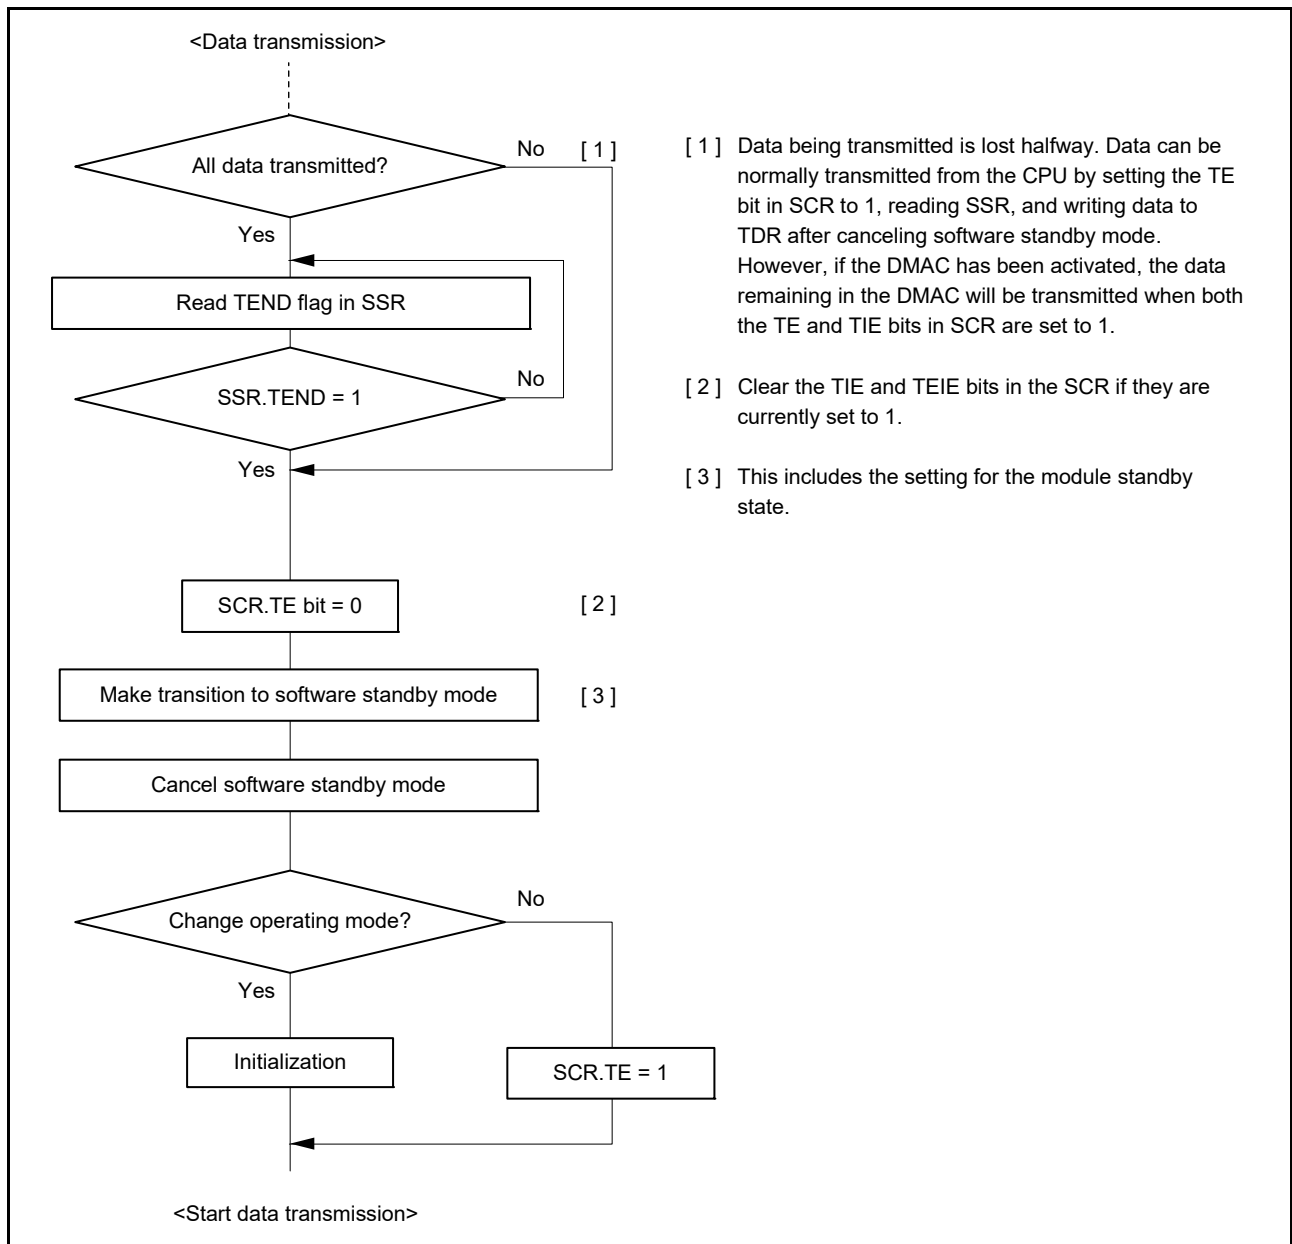 <Data transmission>
All data transmitted?
No
[ 1 ]
Yes
Read TEND flag in SSR
SSR.TEND = 1
No
Yes
SCR.TE bit = 0
[ 2 ]
Make transition to software standby mode
[ 3 ]
Cancel software standby mode
Change operating mode?
No
Yes
Initialization
SCR.TE = 1
<Start data transmission>
[ 1 ] Data being transmitted is lost halfway. Data can be
normally transmitted from the CPU by setting the TE
bit in SCR to 1, reading SSR, and writing data to
TDR after canceling software standby mode.
However, if the DMAC has been activated, the data
remaining in the DMAC will be transmitted when both
the TE and TIE bits in SCR are set to 1.
[ 2 ] Clear the TIE and TEIE bits in the SCR if they are
currently set to 1.
[ 3 ] This includes the setting for the module standby
state.